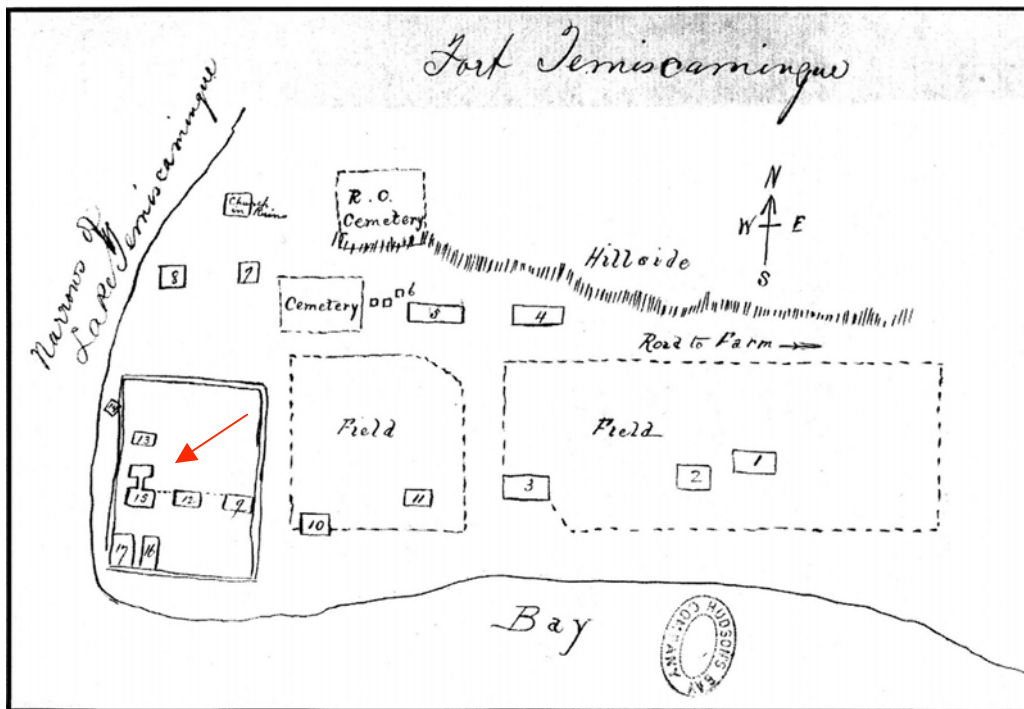 Fort Temiscamingue
Narrows of
Lake Temiscamingue
Church
in Ruins
R. C.
Cemetery
N
W E
S
Hillside
8
7
Cemetery
6
5
4
Road to Farm
Field
Field
13
15
12
9
17
16
10
11
3
2
1
Bay
HUDSON'S BAY
COMPANY